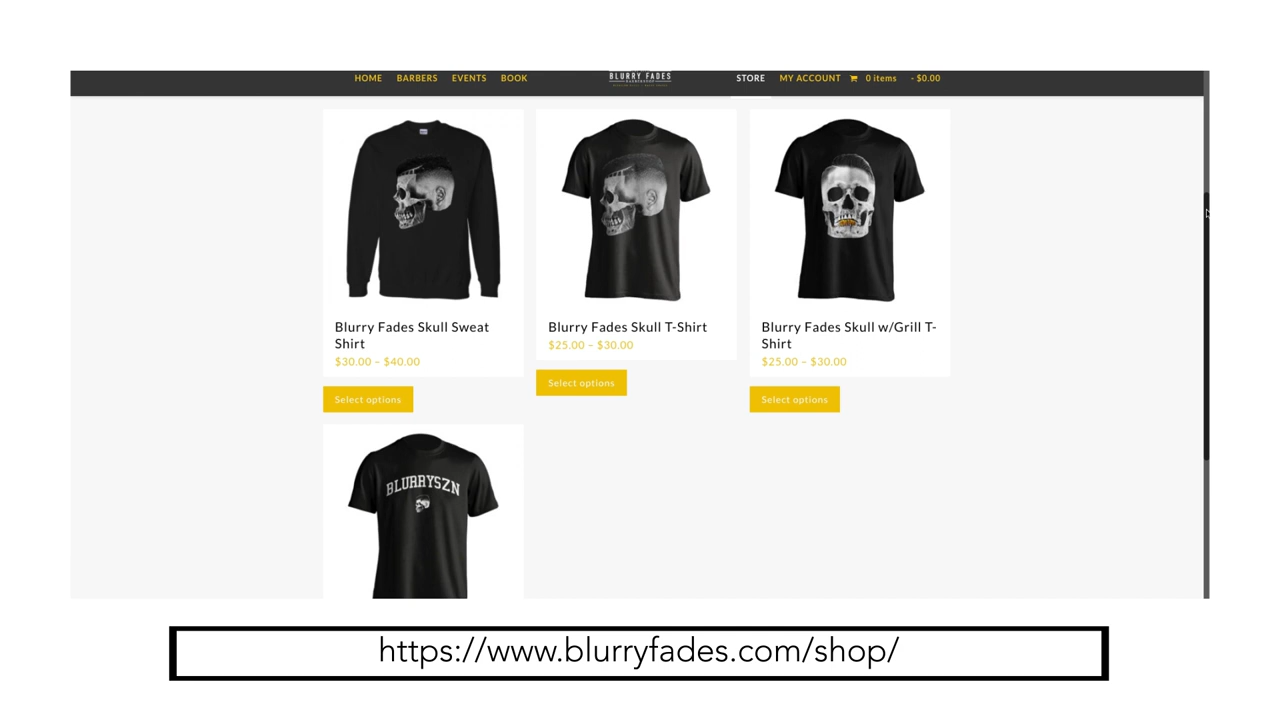 HOME BARBERS EVENTS BOOK BLURRY FADES STORE MY ACCOUNT 0 items - $0.00
Blurry Fades Skull Sweat
Shirt
$30.00 – $40.00
Select options
Blurry Fades Skull T-Shirt
$25.00 – $30.00
Select options
Blurry Fades Skull w/Grill T-
Shirt
$25.00 – $30.00
Select options
BLURRYSZN
https://www.blurryfades.com/shop/